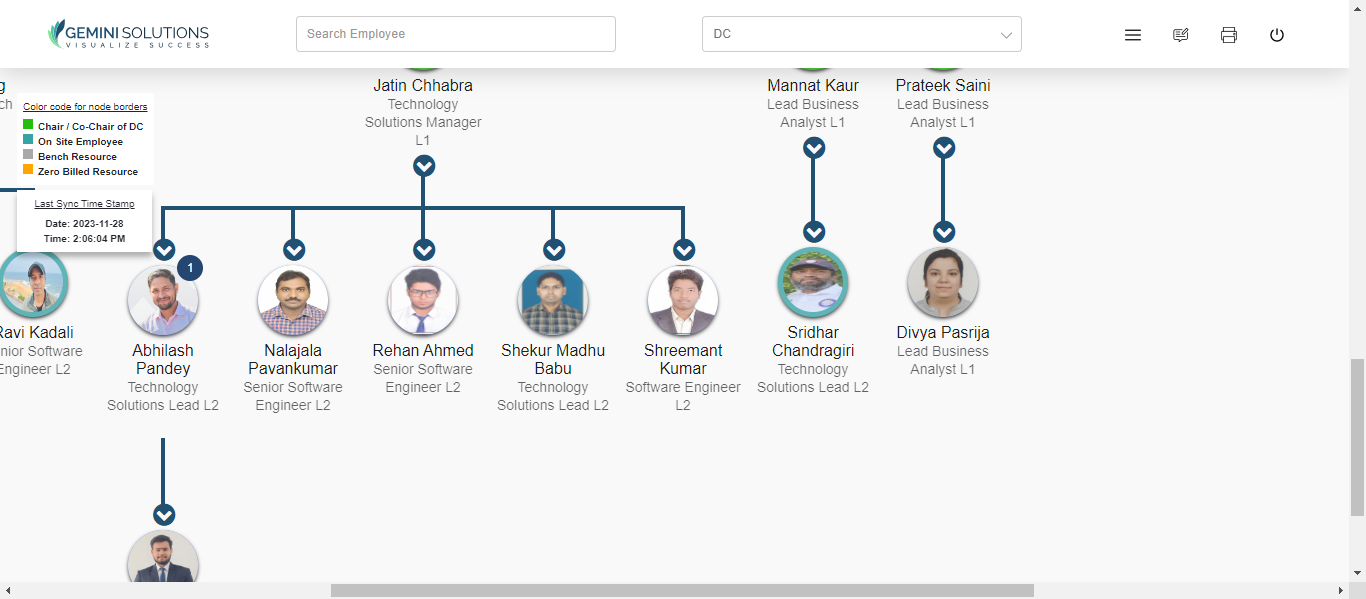 GEMINI SOLUTIONS
VISUALIZE SUCCESS
Search Employee
DC
g
ch
Color code for node borders
Chair / Co-Chair of DC
On Site Employee
Bench Resource
Zero Billed Resource
Last Sync Time Stamp
Date: 2023-11-28
Time: 2:06:04 PM
Jatin Chhabra
Technology
Solutions Manager
L1
Mannat Kaur
Lead Business
Analyst L1
Prateek Saini
Lead Business
Analyst L1
Ravi Kadali
nior Software
Engineer L2
1
Abhilash
Pandey
Technology
Solutions Lead L2
Nalajala
Pavankumar
Senior Software
Engineer L2
Rehan Ahmed
Senior Software
Engineer L2
Shekur Madhu
Babu
Technology
Solutions Lead L2
Shreemant
Kumar
Software Engineer
L2
Sridhar
Chandragiri
Technology
Solutions Lead L2
Divya Pasrija
Lead Business
Analyst L1